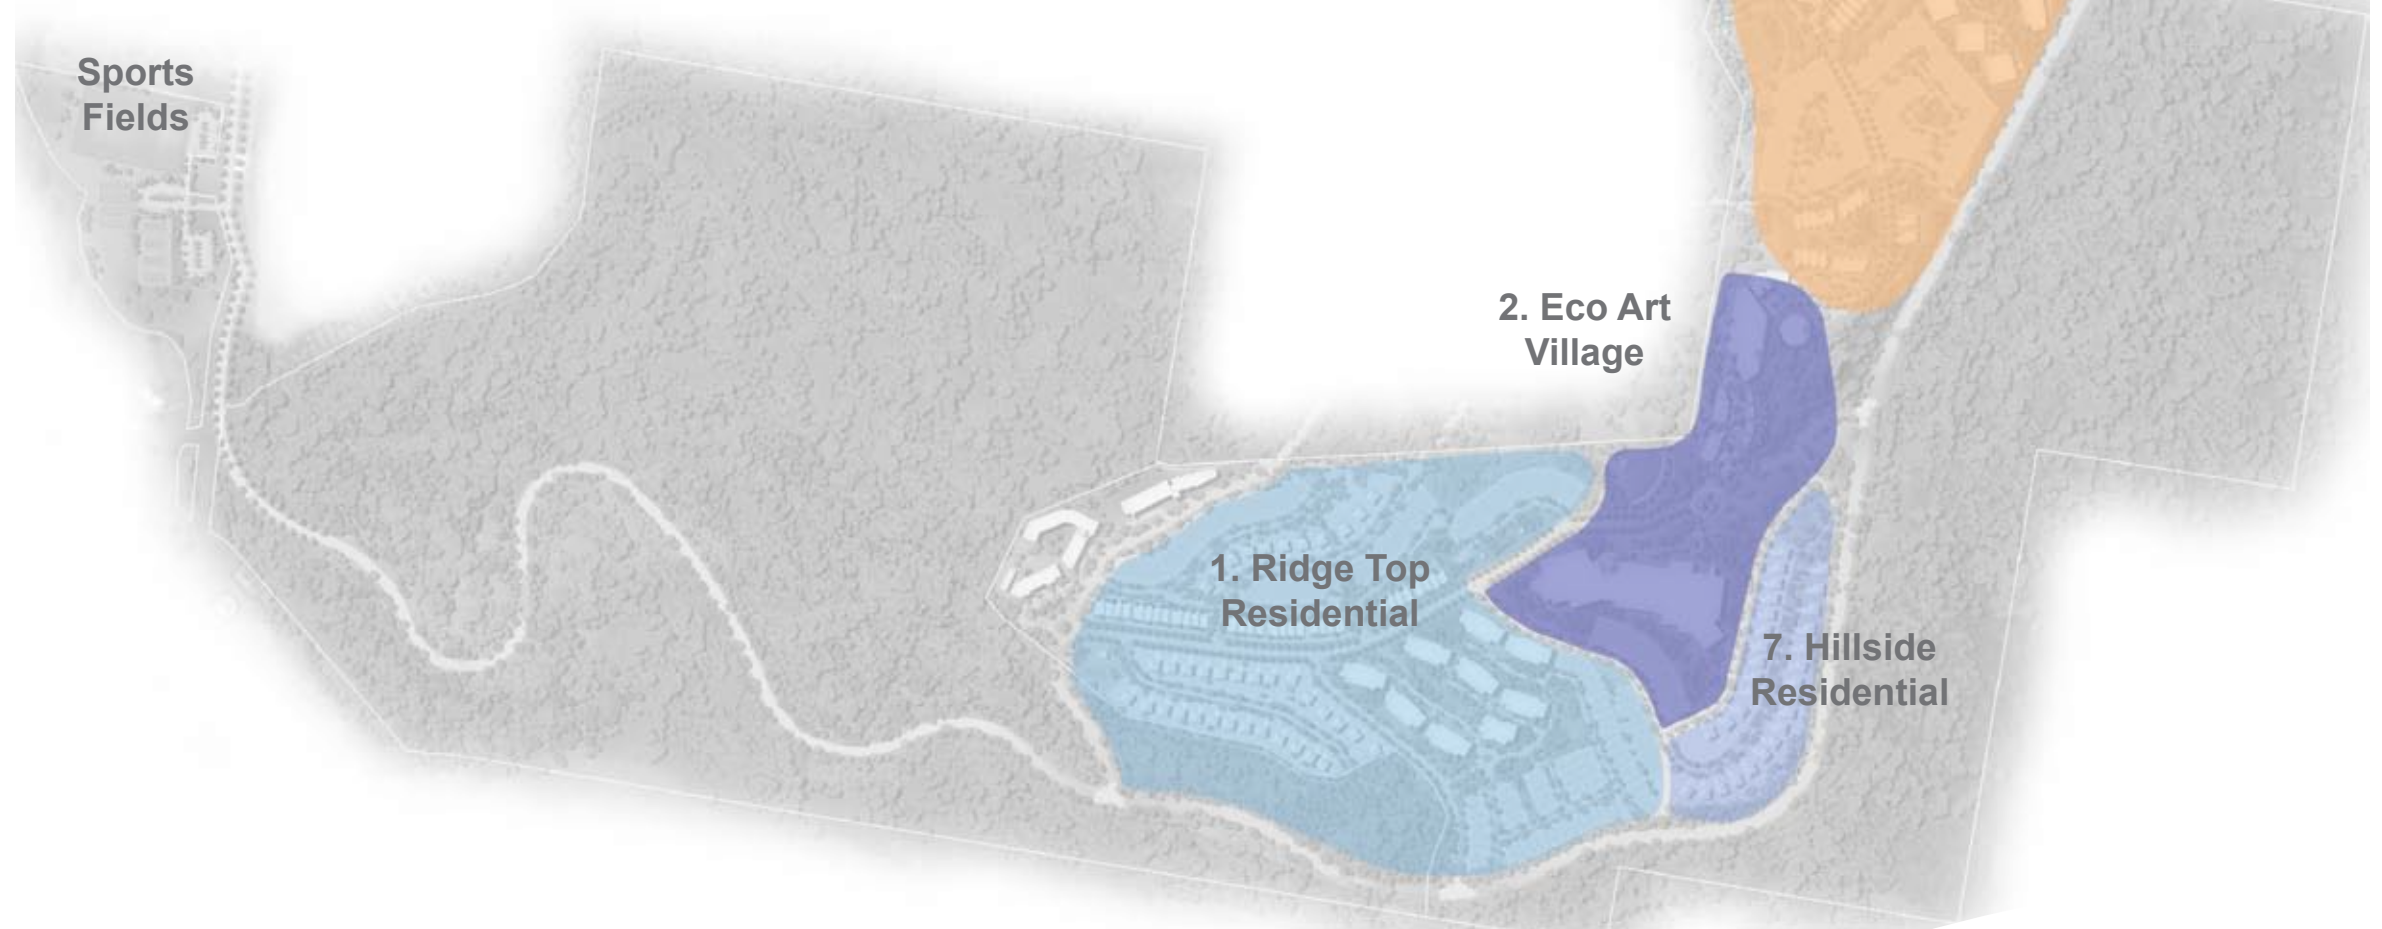 Sports
Fields
2. Eco Art
Village
1. Ridge Top
Residential
7. Hillside
Residential